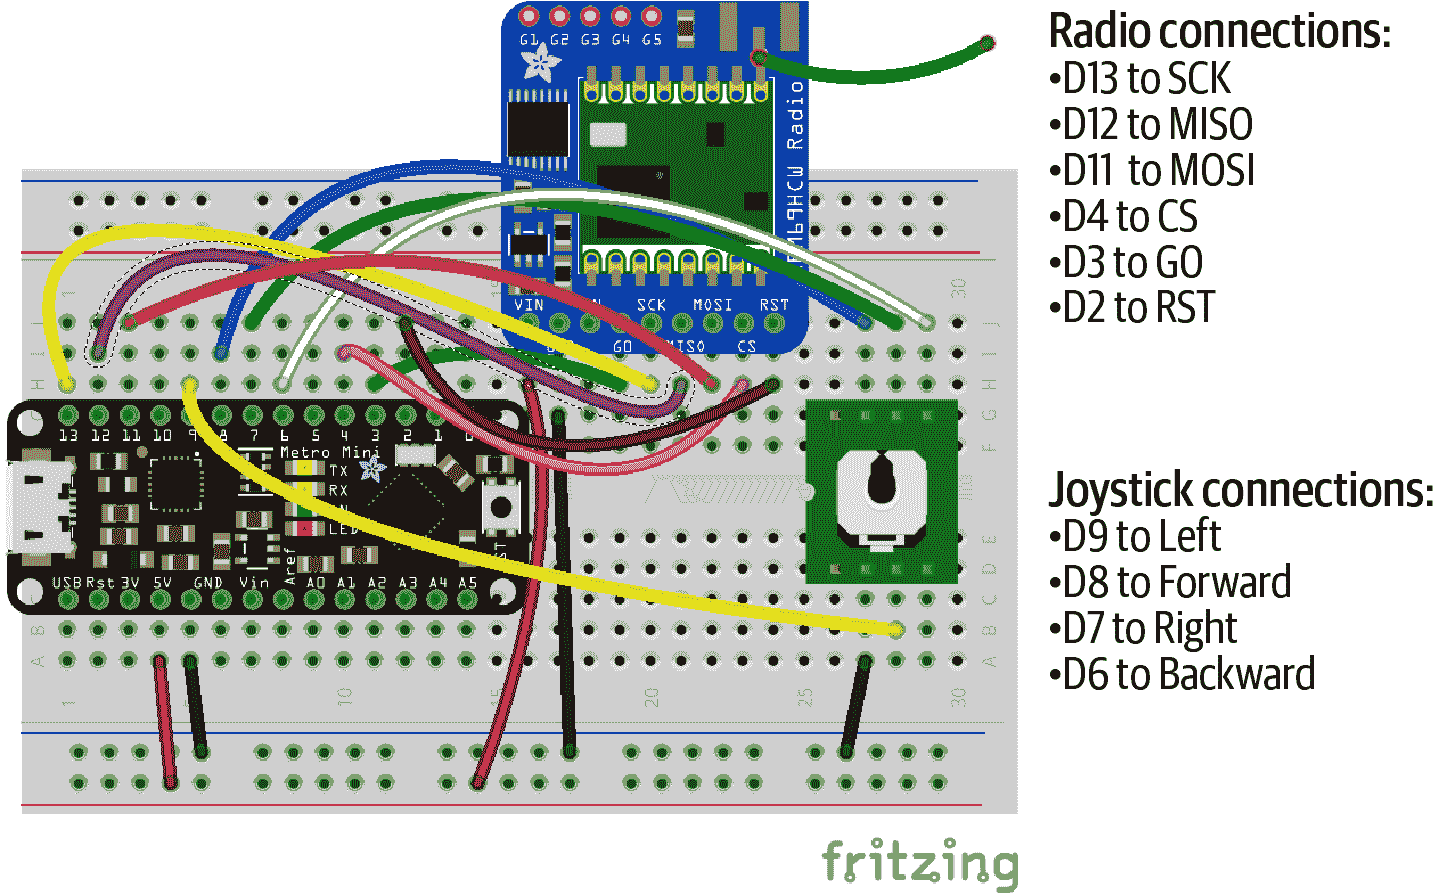 G1 G2 G3 G4 G5
RFM69HCW Radio
VIN SCK MOSI RST
GO MISO CS
Radio connections:
•D13 to SCK
•D12 to MISO
•D11 to MOSI
•D4 to CS
•D3 to GO
•D2 to RST
1 15 30
J J
I
H H
G
F
13 12 11 10 9 8 7 6 5 4 3 2 1
Metro Mini
TX
RX
LED
USB Rst 3V 5V GND Vin Aref A0 A1 A2 A3 A4 A5
E
D
C
B B
A A
1 10 15 20 25 30
Joystick connections:
•D9 to Left
•D8 to Forward
•D7 to Right
•D6 to Backward
fritzing